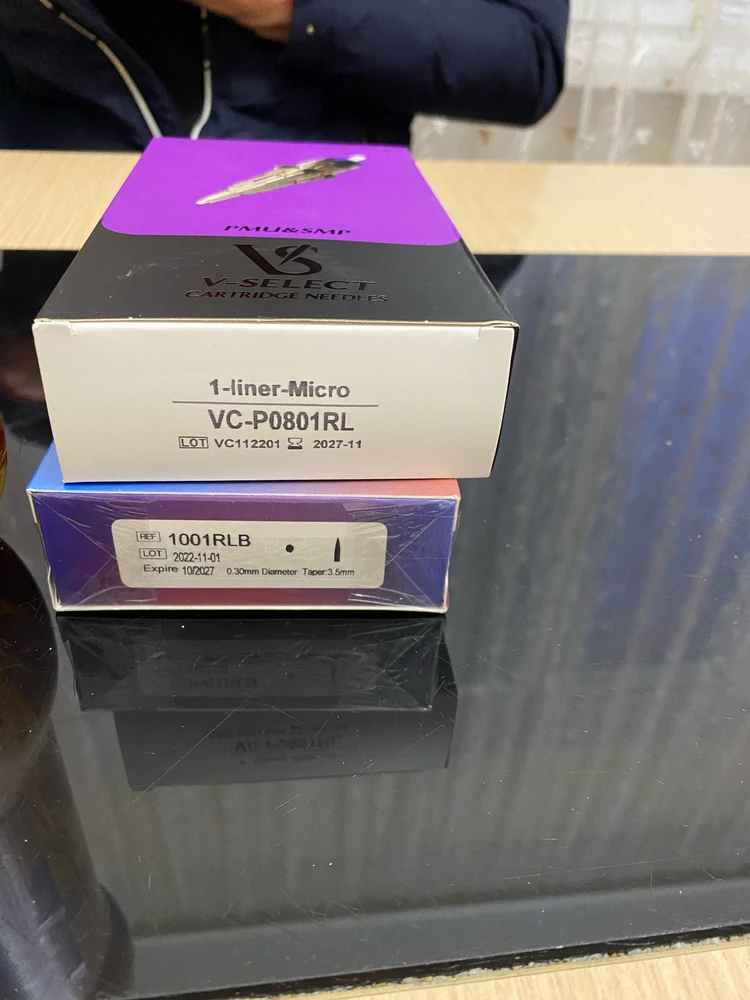 PMU&SMP
VS
V-SELECT
CARTRIDGE NEEDLES
1-liner-Micro
VC-P0801RL
LOT VC112201 2027-11
REF 1001RLB
LOT 2022-11-01
Expire 10/2027 0.30mm Diameter Taper:3.5mm